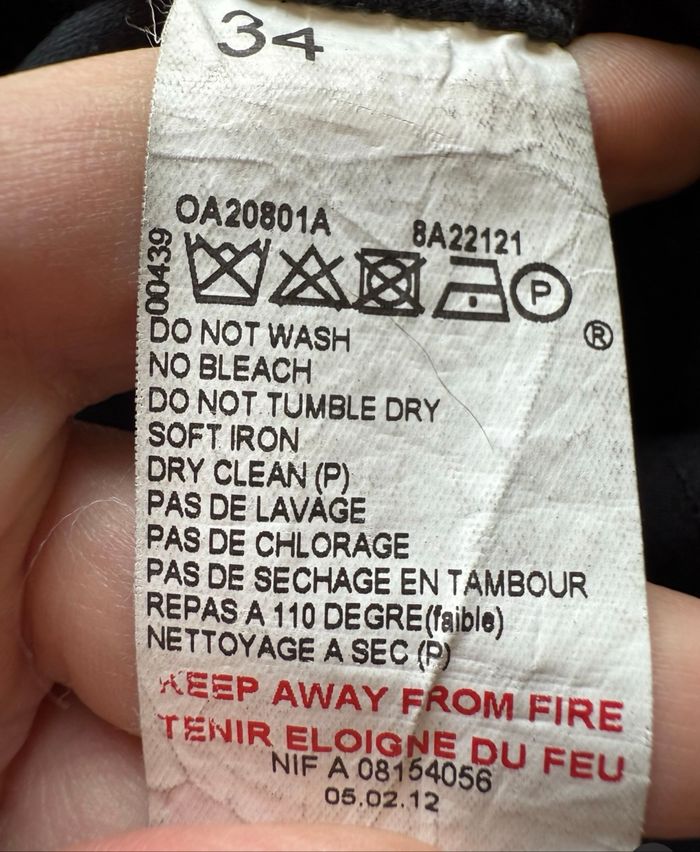 34
OA20801A 8A22121
00439
P
®
DO NOT WASH
NO BLEACH
DO NOT TUMBLE DRY
SOFT IRON
DRY CLEAN (P)
PAS DE LAVAGE
PAS DE CHLORAGE
PAS DE SECHAGE EN TAMBOUR
REPAS A 110 DEGRE(faible)
NETTOYAGE A SEC (P)
KEEP AWAY FROM FIRE
TENIR ELOIGNE DU FEU
NIF A 08154056
05.02.12